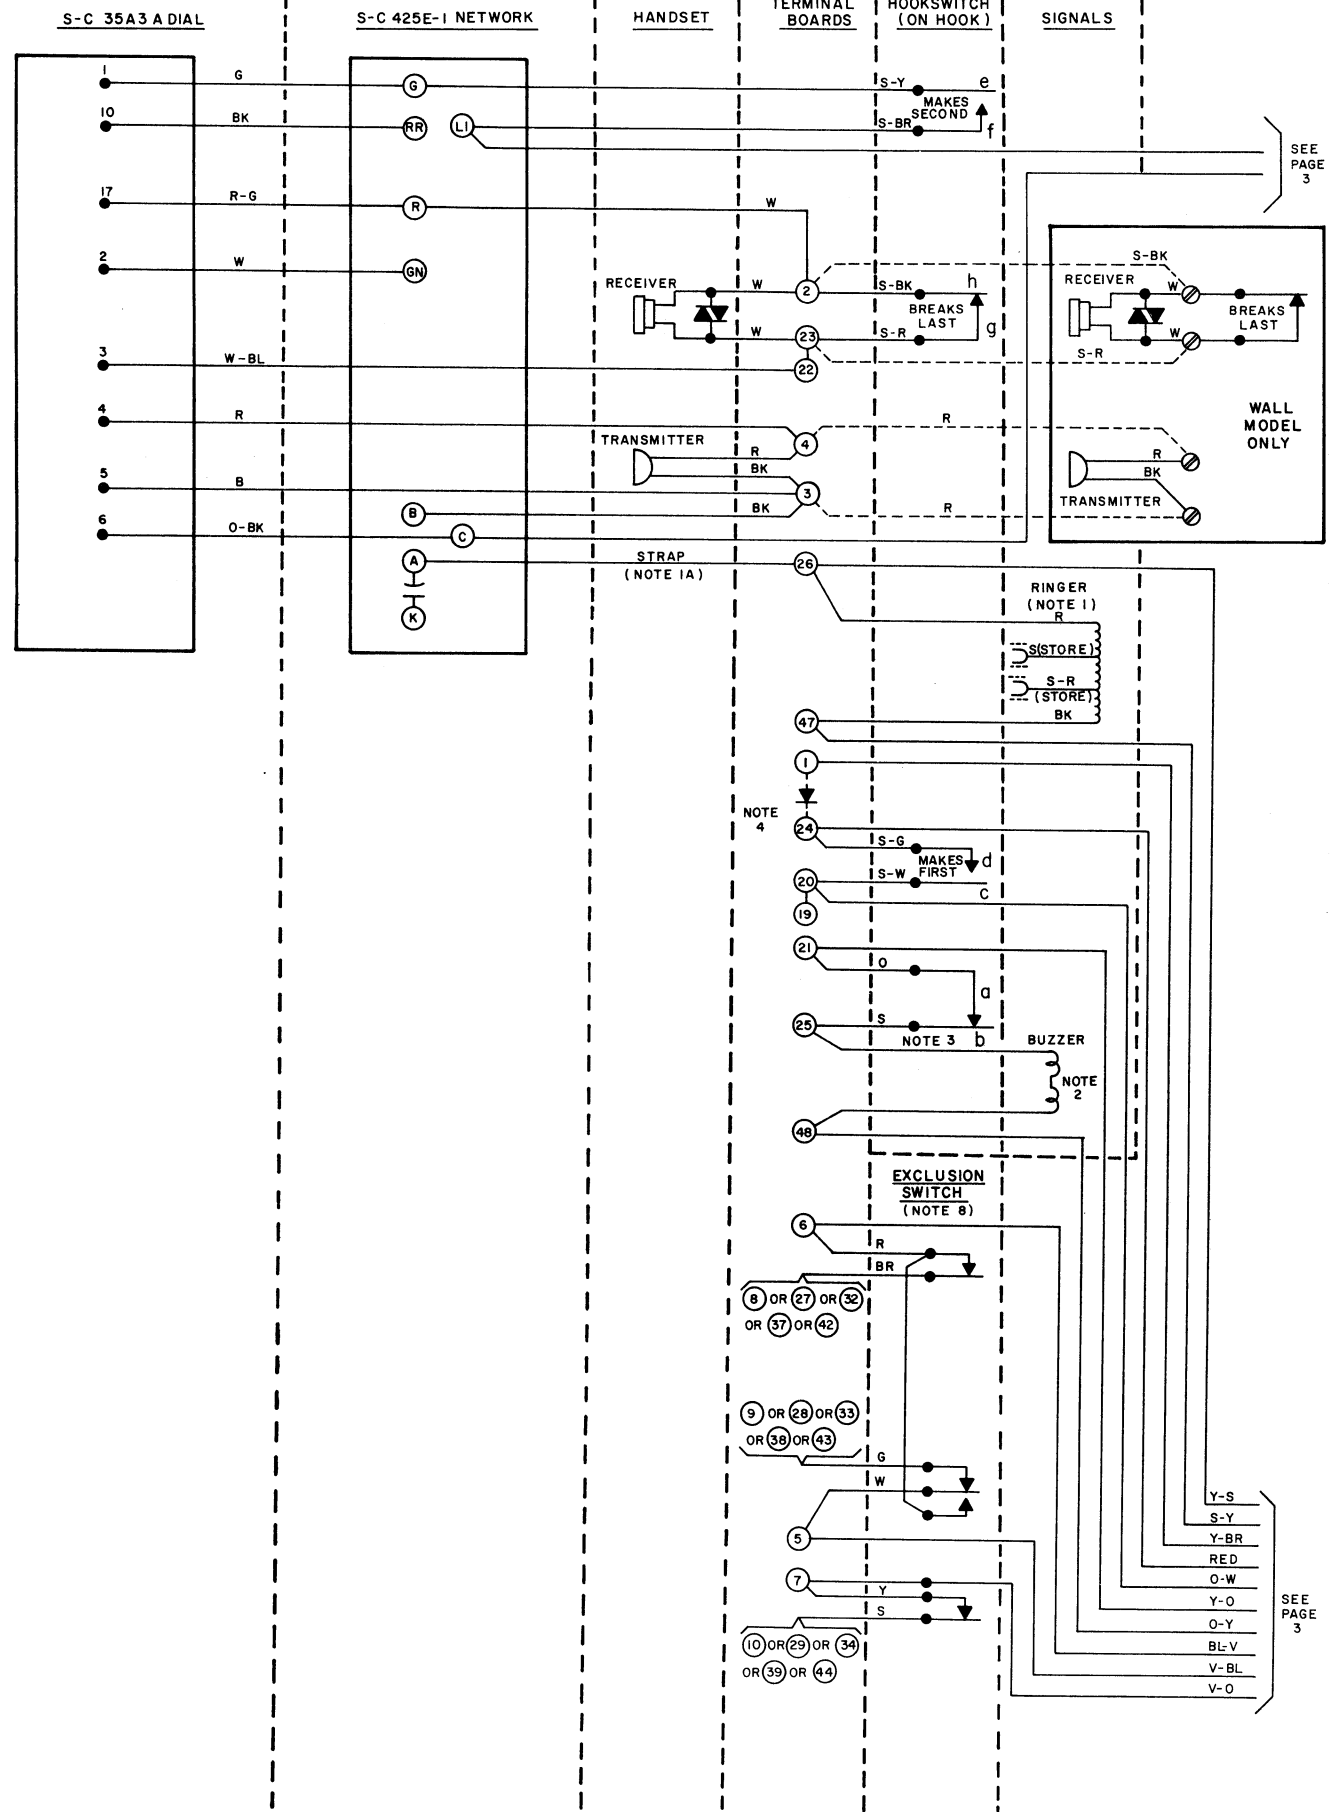 S-C 35A3A DIAL
S-C 425E-1 NETWORK
HANDSET
TERMINAL
BOARDS
HOOKSWITCH
(ON HOOK)
SIGNALS
1
G
G
S-Y
e
MAKES
SECOND
10
BK
RR
L1
S-BR
f
SEE
PAGE
3
17
R-G
R
W
2
W
GN
RECEIVER
W
2
S-BK
h
BREAKS
LAST
W
23
S-R
g
22
S-BK
RECEIVER
W
BREAKS
LAST
W
S-R
3
W-BL
4
R
TRANSMITTER
R
BK
4
R
WALL
MODEL
ONLY
R
BK
TRANSMITTER
5
B
3
B
BK
R
6
O-BK
C
A
STRAP
(NOTE 1A)
26
K
RINGER
(NOTE 1)
R
S(STORE)
S-R
(STORE)
BK
47
1
NOTE
4
24
S-G
MAKES
FIRST
d
20
S-W
c
19
21
O
a
25
S
NOTE 3
b
BUZZER
NOTE
2
48
EXCLUSION
SWITCH
(NOTE 8)
6
R
BR
8 OR 27 OR 32
OR 37 OR 42
9 OR 28 OR 33
OR 38 OR 43
G
W
5
7
Y
S
10 OR 29 OR 34
OR 39 OR 44
Y-S
S-Y
Y-BR
RED
O-W
Y-O
O-Y
BL-V
V-BL
V-O
SEE
PAGE
3